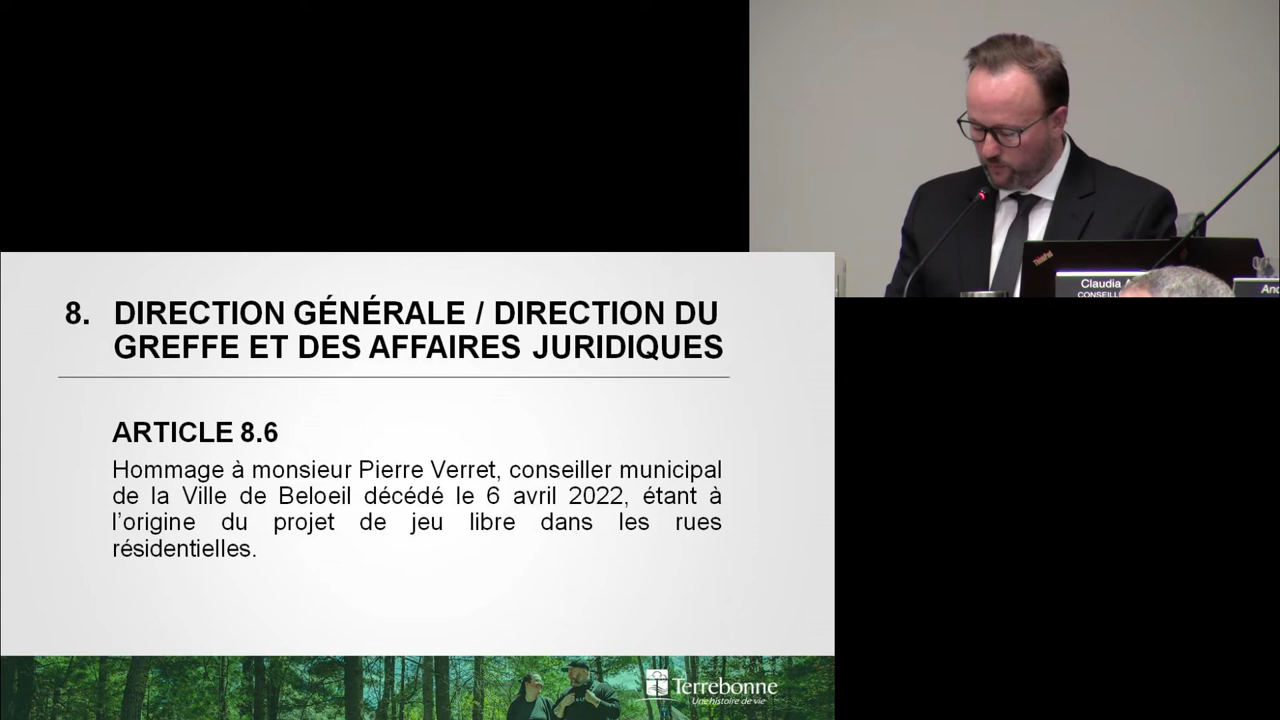 ThinkPad
Claudia
8. DIRECTION GÉNÉRALE / DIRECTION DU
GREFFE ET DES AFFAIRES JURIDIQUES
ARTICLE 8.6
Hommage à monsieur Pierre Verret, conseiller municipal
de la Ville de Beloeil décédé le 6 avril 2022, étant à
l’origine du projet de jeu libre dans les rues
résidentielles.
Terrebonne
Une histoire de vie